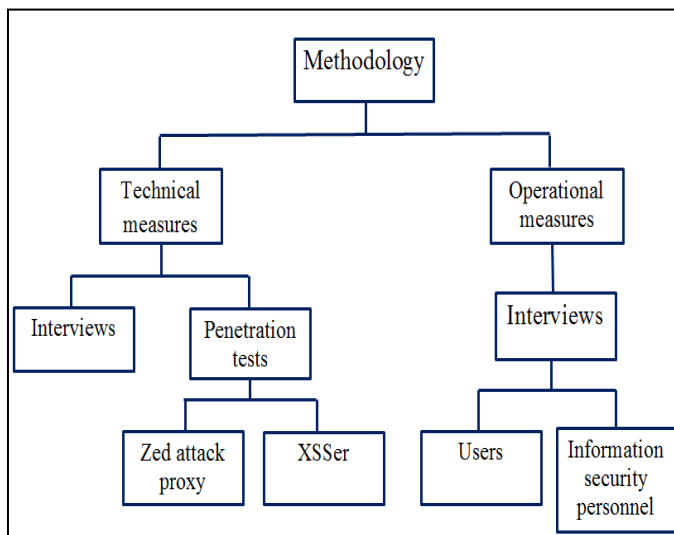 Methodology
Technical
measures
Operational
measures
Interviews
Penetration
tests
Interviews
Zed attack
proxy
XSSer
Users
Information
security
personnel